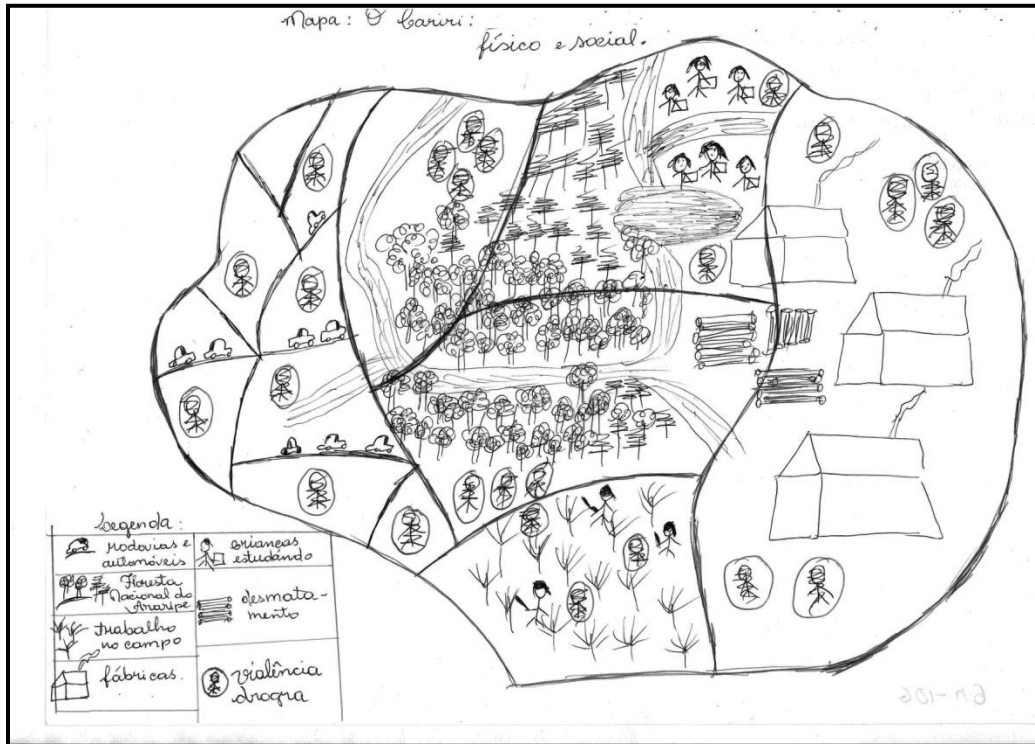 Mapa: O Cariri:
físico e social.
Legenda:
rodovias e
automóveis
crianças
estudando
Floresta
Nacional do
Araripe
desmata-
mento
trabalho
no campo
fábricas.
violência
drogra